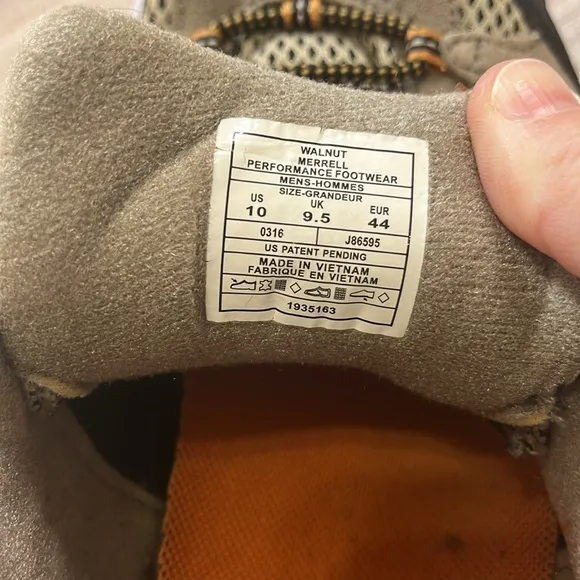 WALNUT
MERRELL
PERFORMANCE FOOTWEAR
MENS-HOMMES
SIZE-GRANDEUR
US UK EUR
10 9.5 44
0316 J86595
US PATENT PENDING
MADE IN VIETNAM
FABRIQUE EN VIETNAM
1935163